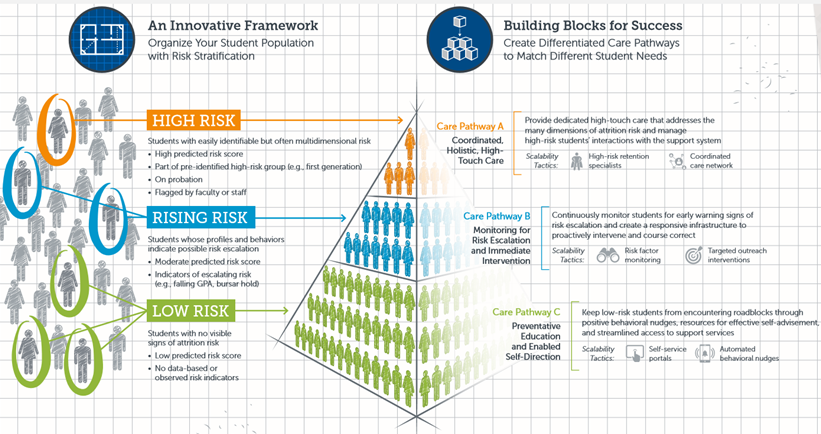 An Innovative Framework
Organize Your Student Population
with Risk Stratification
Building Blocks for Success
Create Differentiated Care Pathways
to Match Different Student Needs
HIGH RISK
Students with easily identifiable but often multidimensional risk
• High predicted risk score
• Part of pre-identified high-risk group (e.g., first generation)
• On probation
• Flagged by faculty or staff
RISING RISK
Students whose profiles and behaviors
indicate possible risk escalation
• Moderate predicted risk score
• Indicators of escalating risk
(e.g., falling GPA, bursar hold)
LOW RISK
Students with no visible
signs of attrition risk
• Low predicted risk score
• No data-based or
observed risk indicators
Care Pathway A
Coordinated,
Holistic, High-
Touch Care
Provide dedicated high-touch care that addresses the
many dimensions of attrition risk and manage
high-risk students' interactions with the support system
Scalability
Tactics:
High-risk retention
specialists
Coordinated
care network
Care Pathway B
Monitoring for
Risk Escalation
and Immediate
Intervention
Continuously monitor students for early warning signs of
risk escalation and create a responsive infrastructure to
proactively intervene and course correct
Scalability
Tactics:
Risk factor
monitoring
Targeted outreach
interventions
Care Pathway C
Preventative
Education
and Enabled
Self-Direction
Keep low-risk students from encountering roadblocks through
positive behavioral nudges, resources for effective self-advisement,
and streamlined access to support services
Scalability
Tactics:
Self-service
portals
Automated
behavioral nudges